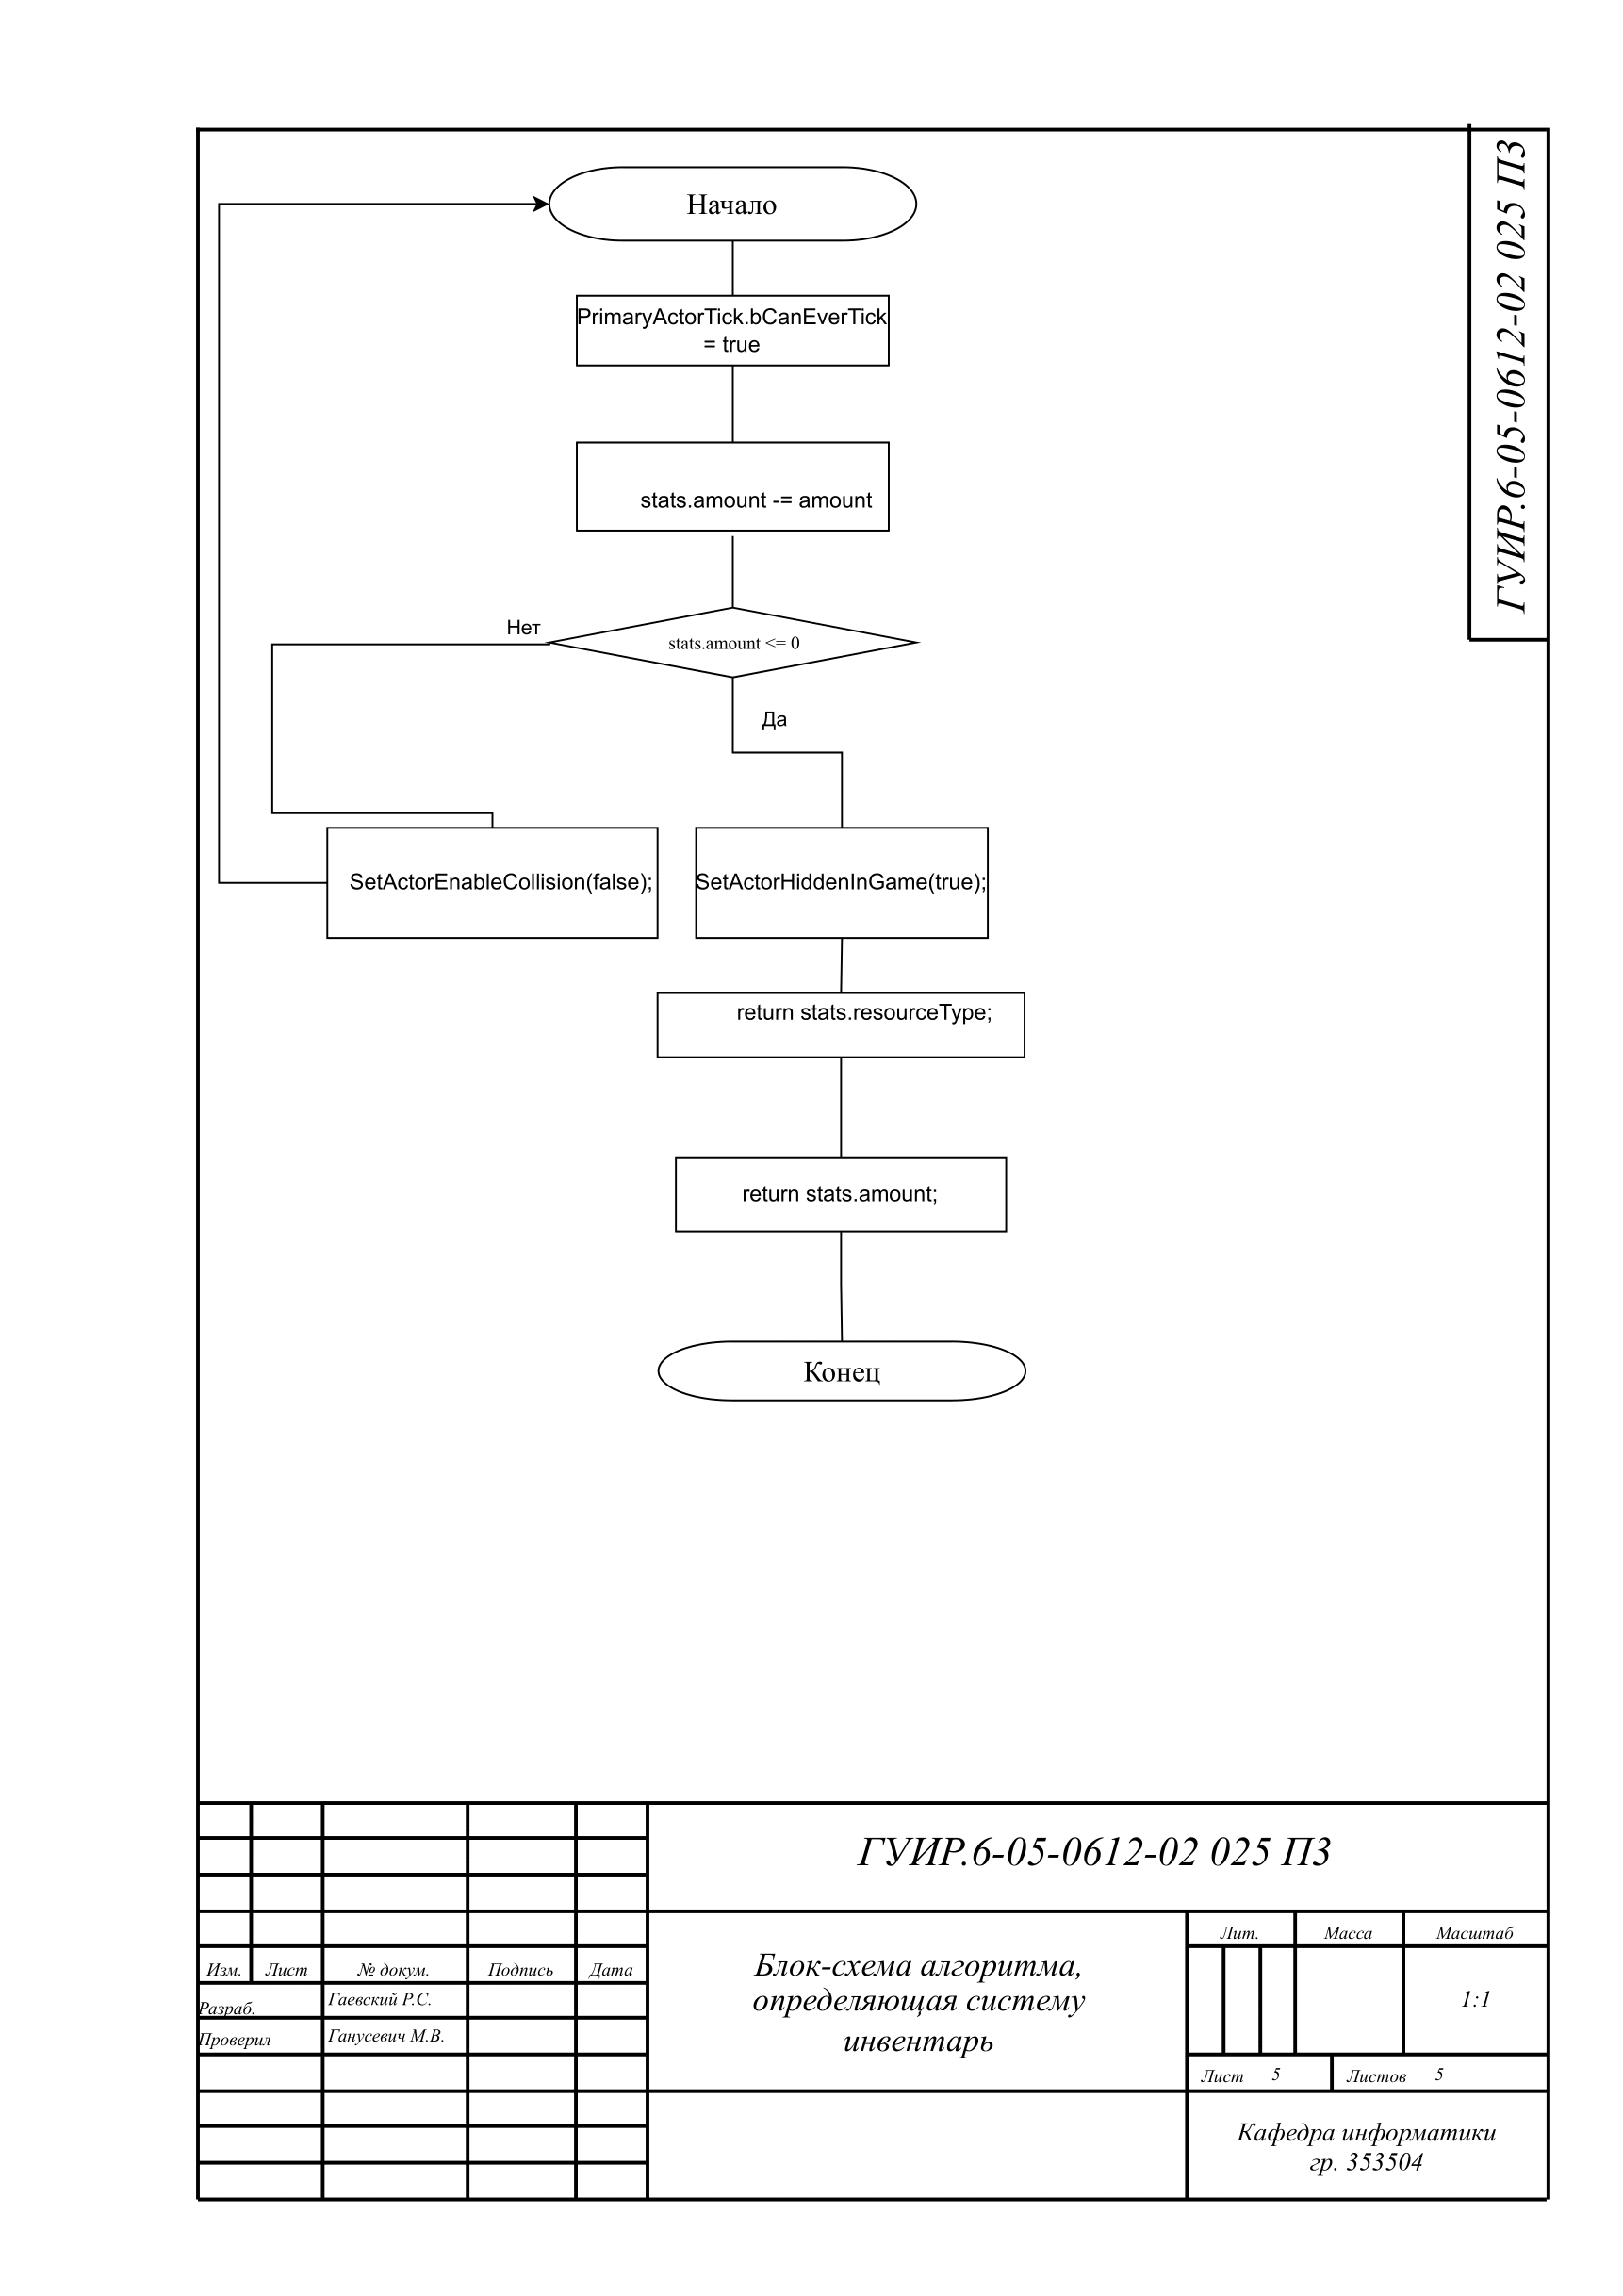 ГУИР.6-05-0612-02 025 ПЗ
Начало
PrimaryActorTick.bCanEverTick
= true
stats.amount -= amount
Нет
stats.amount <= 0
Да
SetActorEnableCollision(false);
SetActorHiddenInGame(true);
return stats.resourceType;
return stats.amount;
Конец
ГУИР.6-05-0612-02 025 ПЗ
Изм.
Лист
№ докум.
Подпись
Дата
Разраб.
Гаевский Р.С.
Проверил
Ганусевич М.В.
Блок-схема алгоритма,
определяющая систему
инвентарь
Лит.
Масса
Масштаб
1:1
Лист 5
Листов 5
Кафедра информатики
гр. 353504